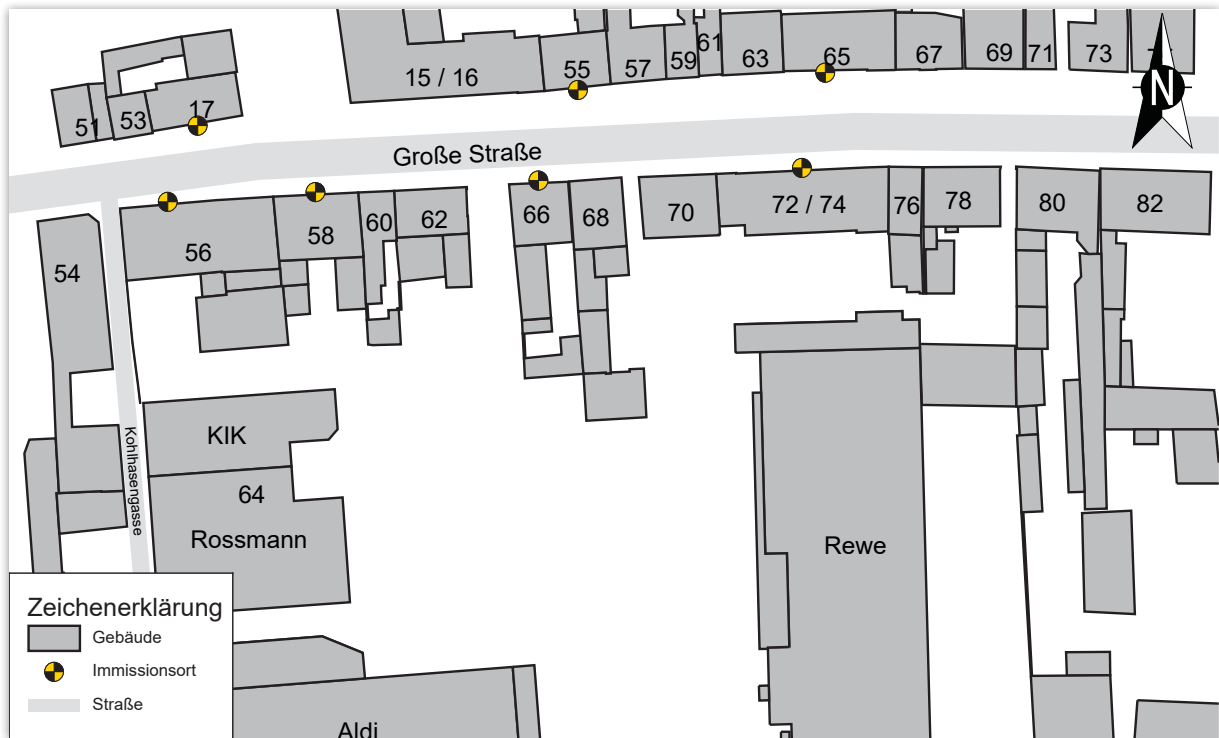 15 / 16
55
57
59
61
63
65
67
69
71
73
N
51
53
17
Große Straße
54
56
58
60
62
66
68
70
72 / 74
76
78
80
82
KIK
64
Rossmann
Kohlhasengasse
Rewe
Aldi
Zeichenerklärung
Gebäude
Immissionsort
Straße